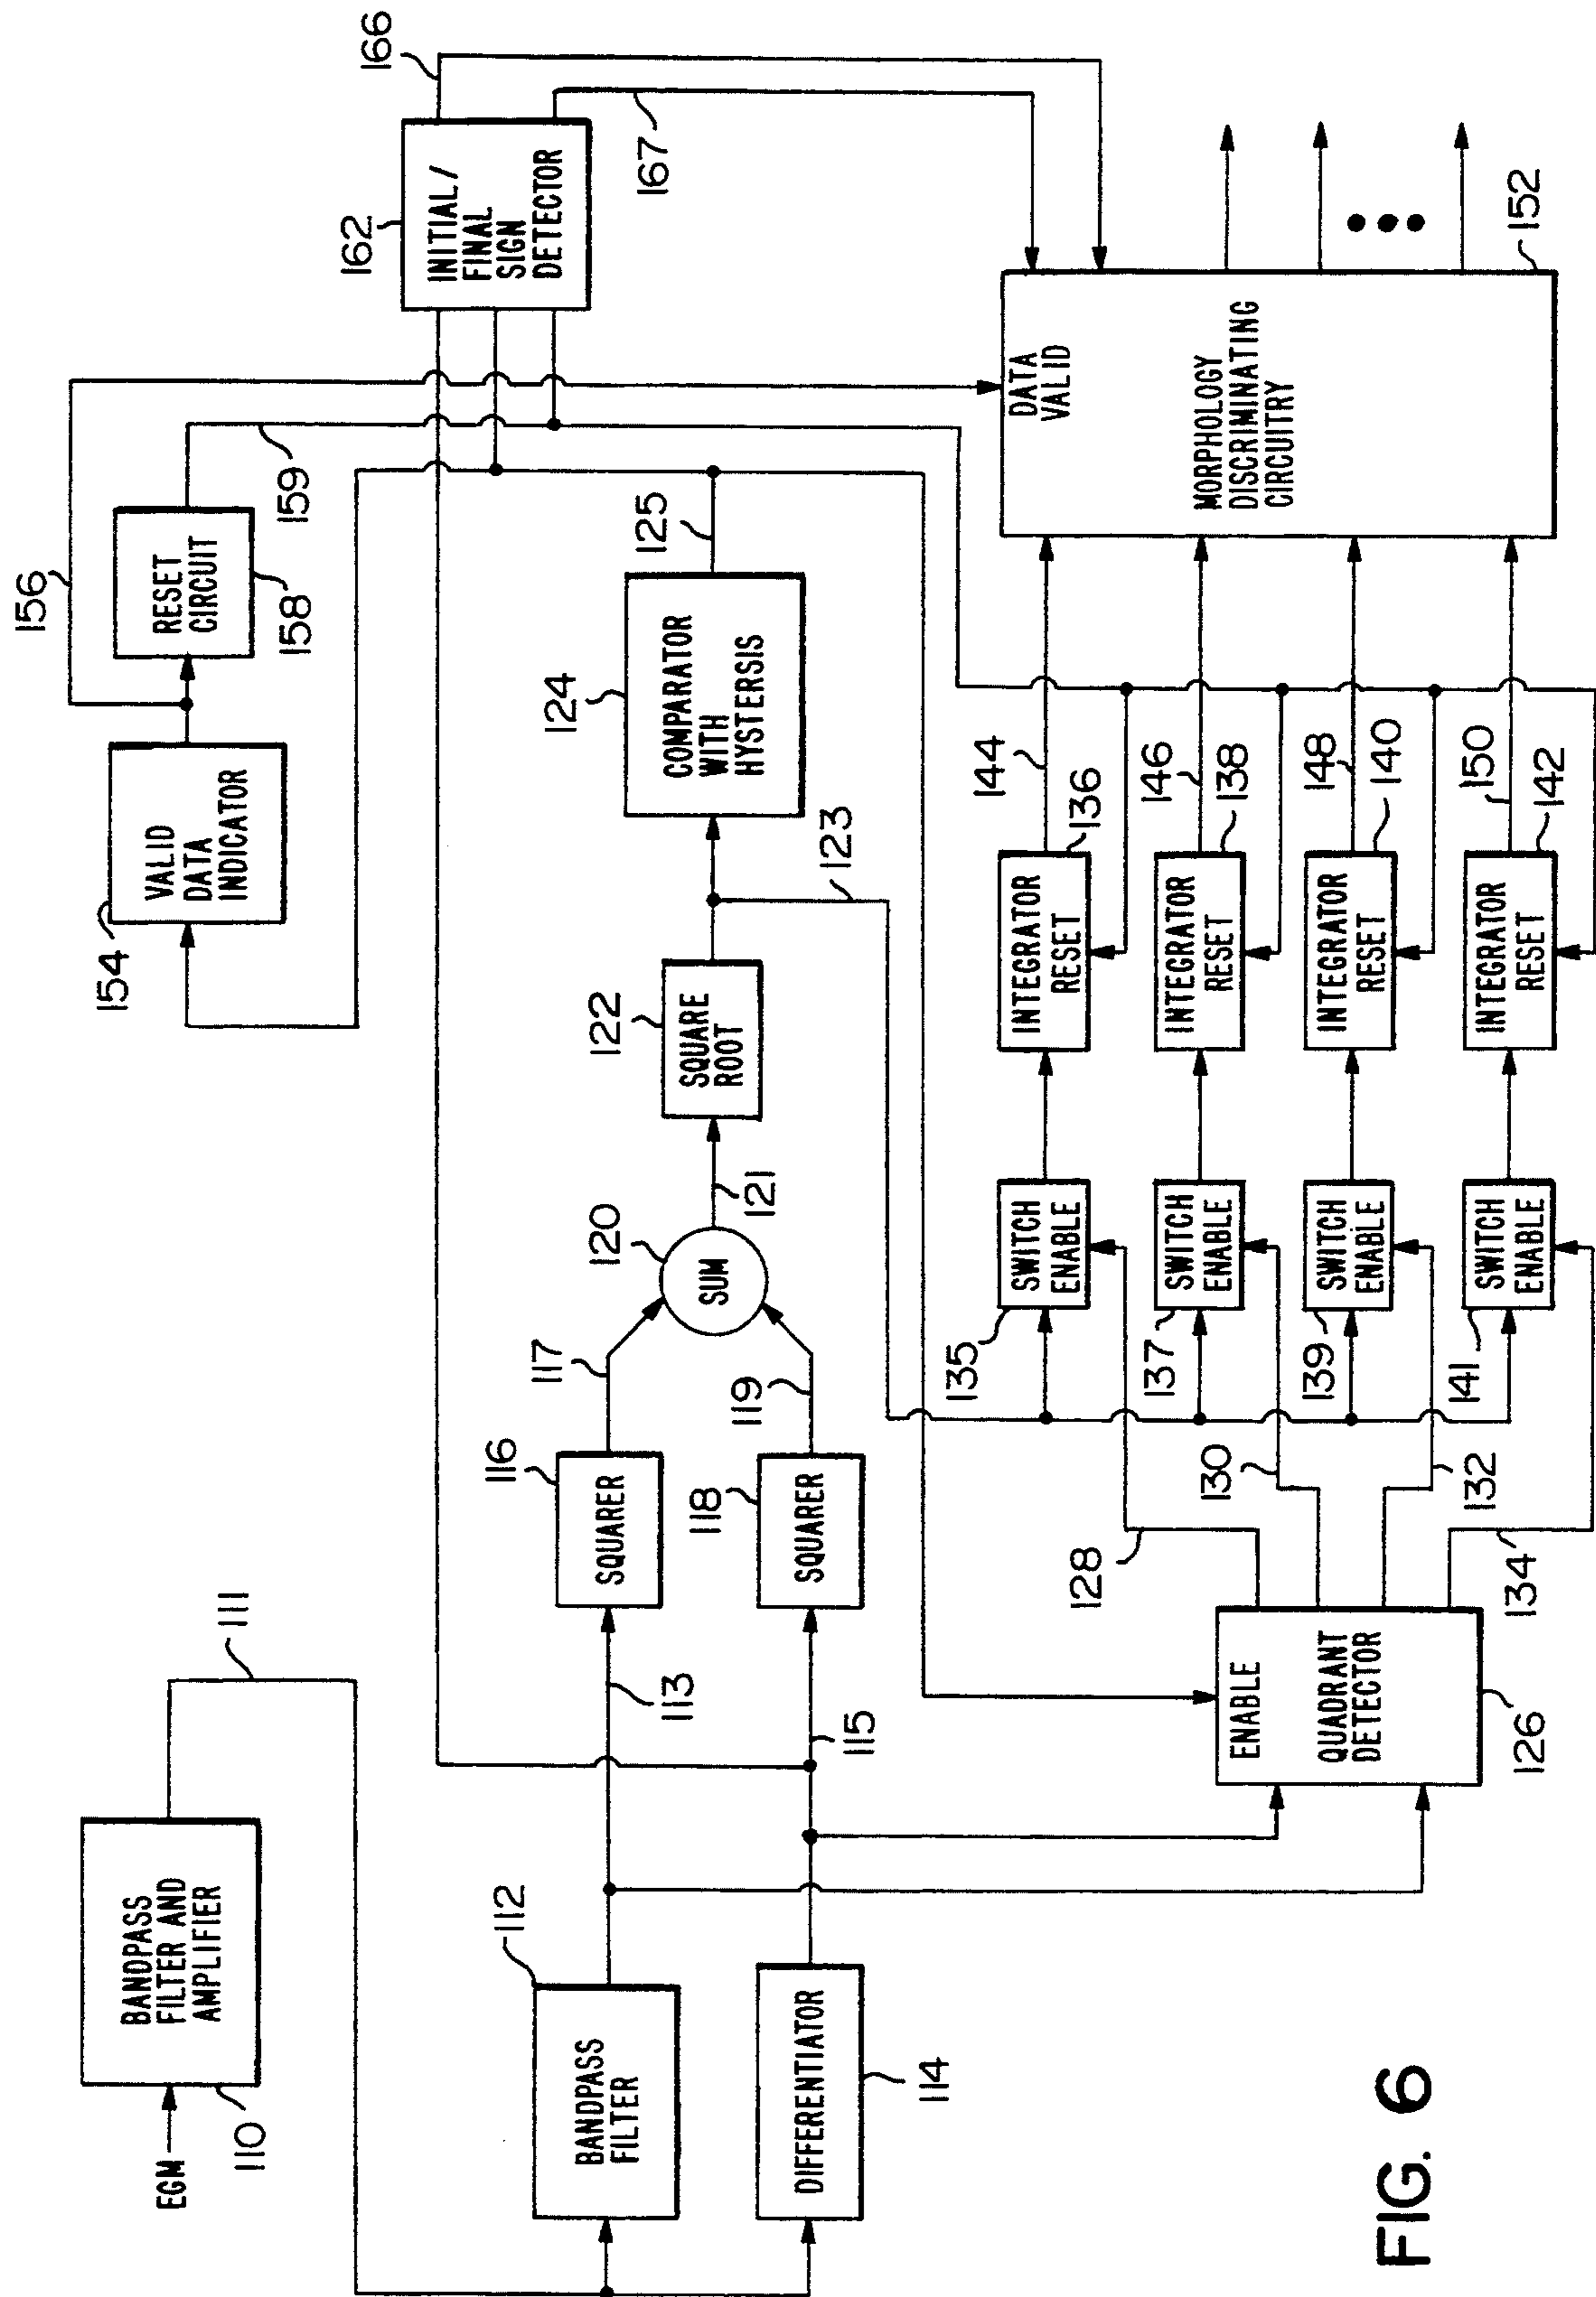 EGM
110
BANDPASS
FILTER AND
AMPLIFIER
111
154
VALID
DATA
INDICATOR
156
RESET
CIRCUIT
158
159
162
INITIAL/
FINAL
SIGN
DETECTOR
166
167
112
BANDPASS
FILTER
113
116
SQUARER
117
DIFFERENTIATOR
114
115
118
SQUARER
119
120
SUM
121
122
SQUARE
ROOT
123
124
COMPARATOR
WITH
HYSTERSIS
125
ENABLE
QUADRANT
DETECTOR
126
128
130
132
134
135
SWITCH
ENABLE
INTEGRATOR
RESET
136
144
137
SWITCH
ENABLE
INTEGRATOR
RESET
138
146
139
SWITCH
ENABLE
INTEGRATOR
RESET
140
148
141
SWITCH
ENABLE
INTEGRATOR
RESET
142
150
DATA
VALID
MORPHOLOGY
DISCRIMINATING
CIRCUITRY
152
FIG. 6